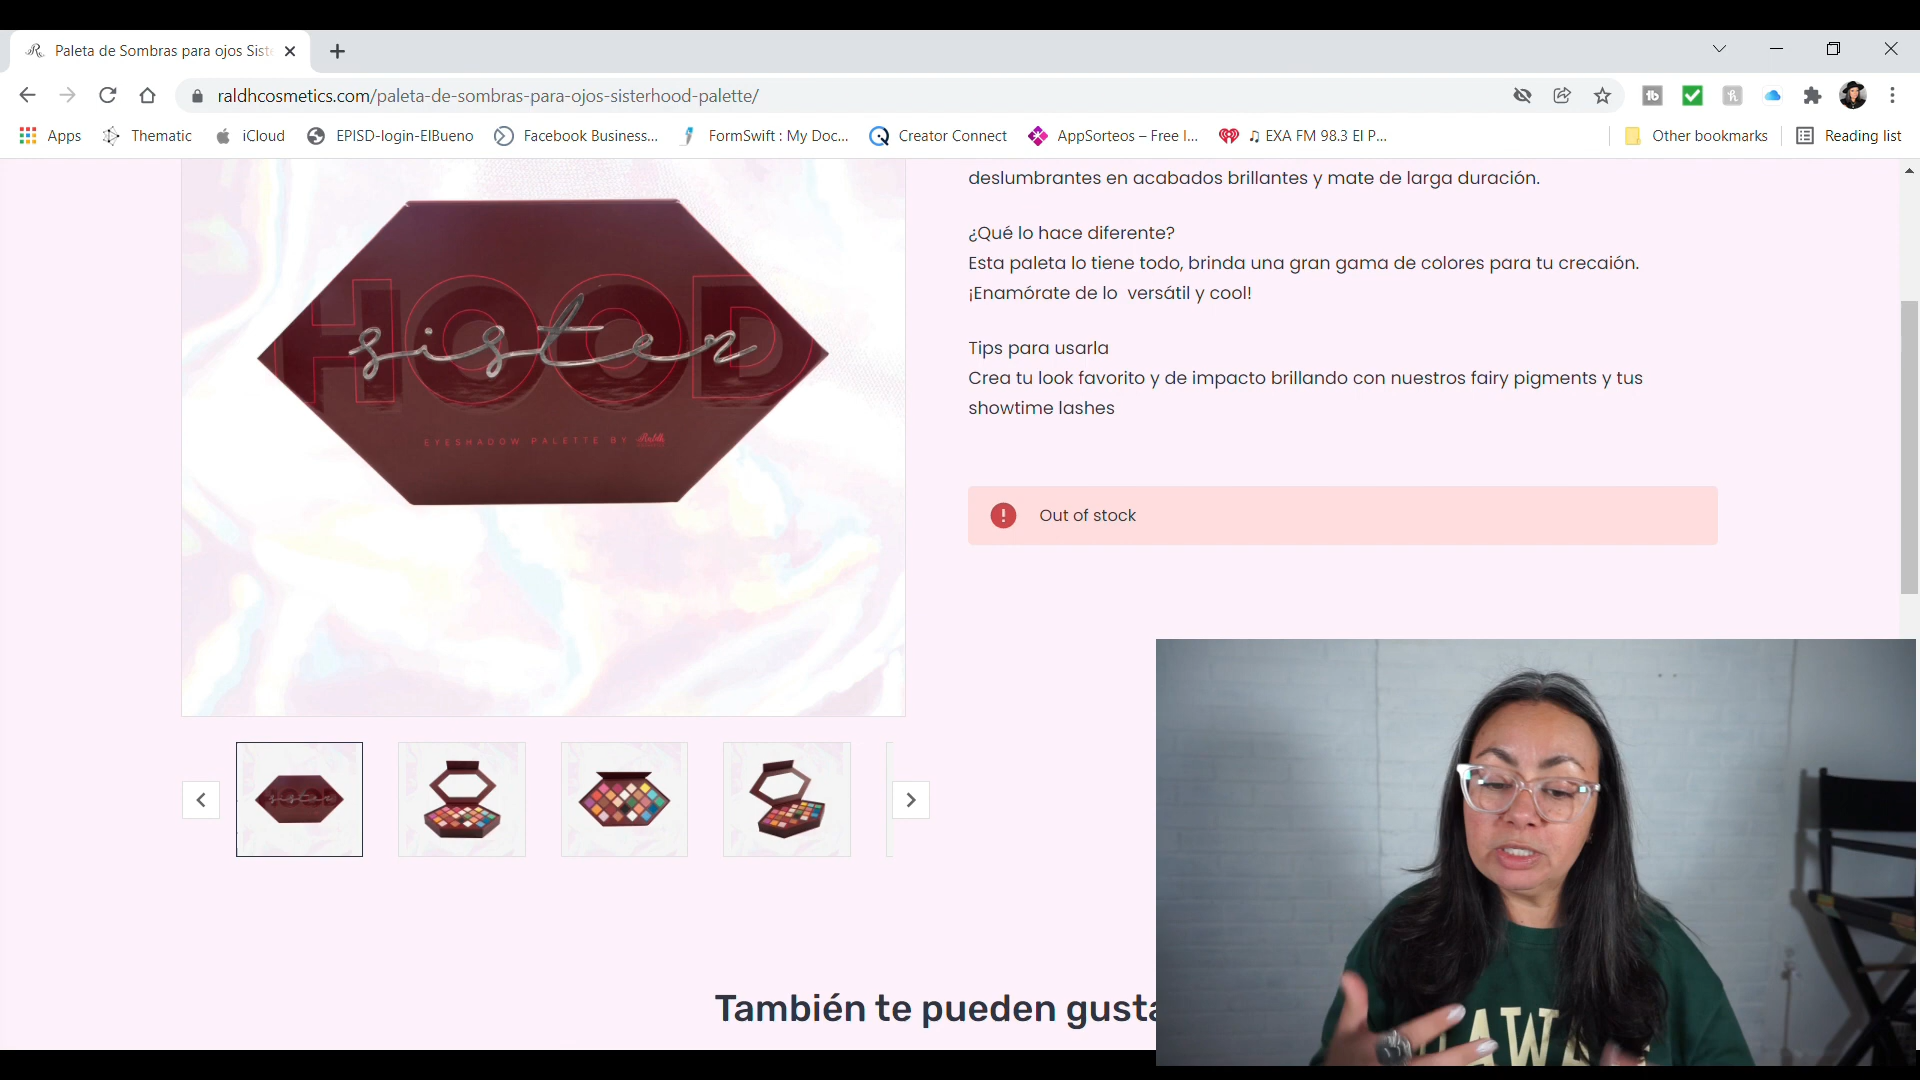 Paleta de Sombras para ojos Siste
raldhcosmetics.com/paleta-de-sombras-para-ojos-sisterhood-palette/
Apps
Thematic
iCloud
EPISD-login-ElBueno
Facebook Business...
FormSwift : My Doc...
Creator Connect
AppSorteos – Free I...
♫ EXA FM 98.3 El P...
Other bookmarks
Reading list
HOOD
sister
EYESHADOW PALETTE BY Raldh
deslumbrantes en acabados brillantes y mate de larga duración.
¿Qué lo hace diferente?
Esta paleta lo tiene todo, brinda una gran gama de colores para tu crecaión.
¡Enamórate de lo  versátil y cool!
Tips para usarla
Crea tu look favorito y de impacto brillando con nuestros fairy pigments y tus
showtime lashes
Out of stock
También te pueden gusta